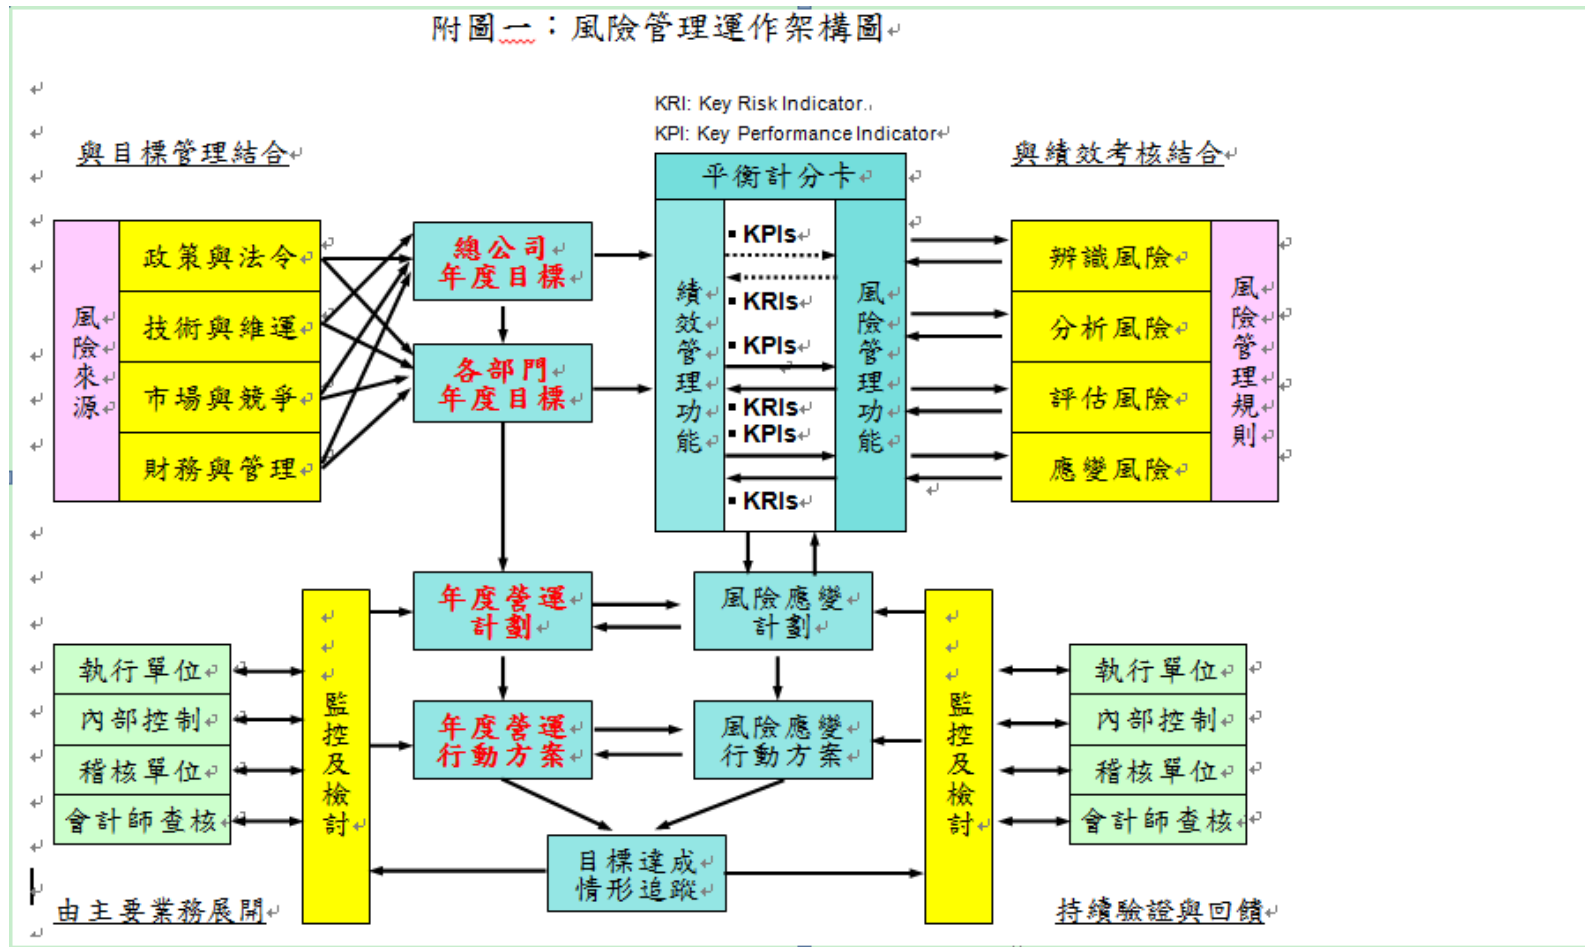 附圖一：風險管理運作架構圖
KRI: Key Risk Indicator
KPI: Key Performance Indicator
與目標管理結合
與績效考核結合
風險來源
政策與法令
技術與維運
市場與競爭
財務與管理
總公司
年度目標
各部門
年度目標
平衡計分卡
績效管理功能
▪ KPIs
▪ KRIs
▪ KPIs
▪ KRIs
▪ KPIs
▪ KRIs
風險管理功能
辨識風險
分析風險
評估風險
應變風險
風險管理規則
年度營運
計劃
風險應變
計劃
年度營運
行動方案
風險應變
行動方案
目標達成
情形追蹤
執行單位
內部控制
稽核單位
會計師查核
監控及檢討
監控及檢討
執行單位
內部控制
稽核單位
會計師查核
由主要業務展開
持續驗證與回饋